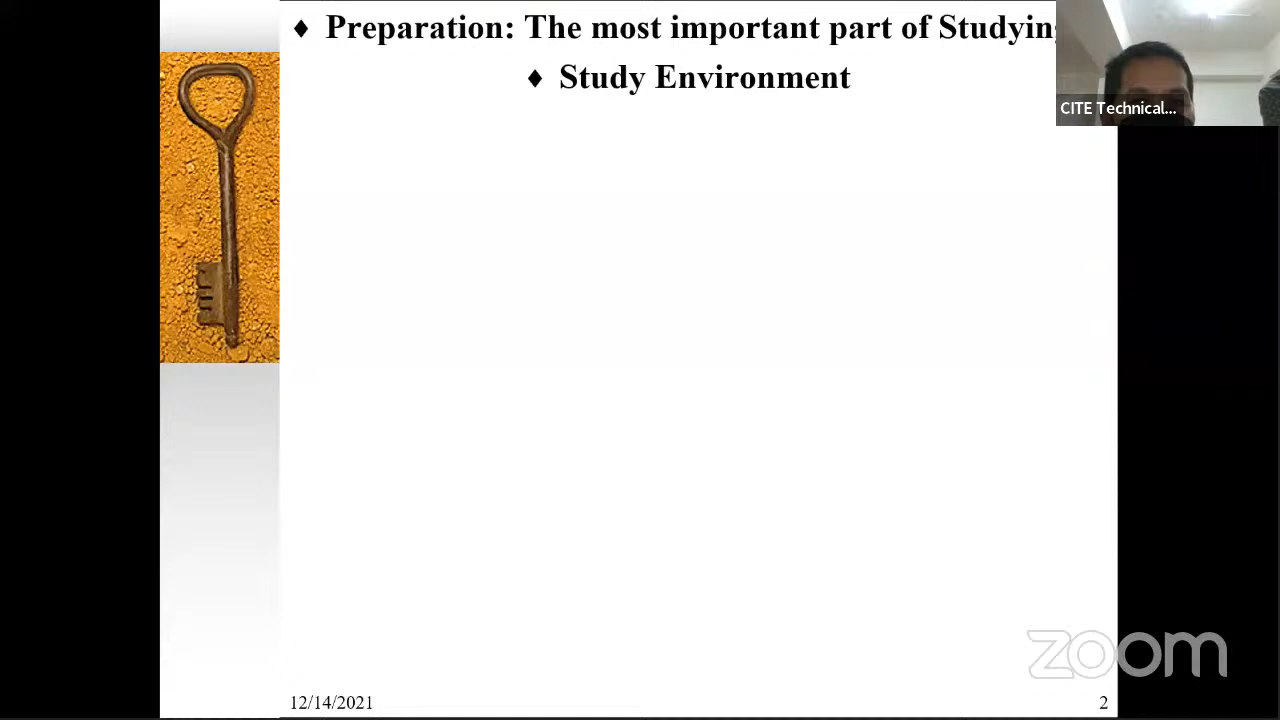 ♦ Preparation: The most important part of Studying
♦ Study Environment
CITE Technical...
zoom
12/14/2021
2